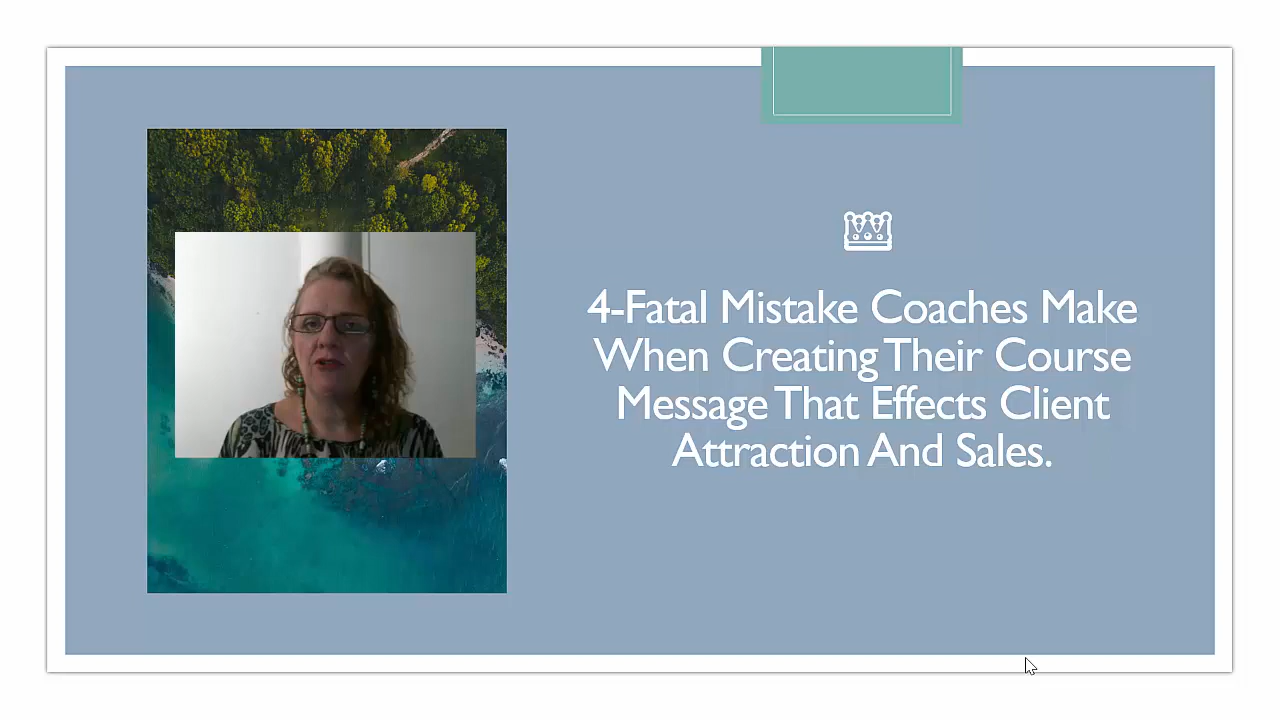 4-Fatal Mistake Coaches Make
When Creating Their Course
Message That Effects Client
Attraction And Sales.